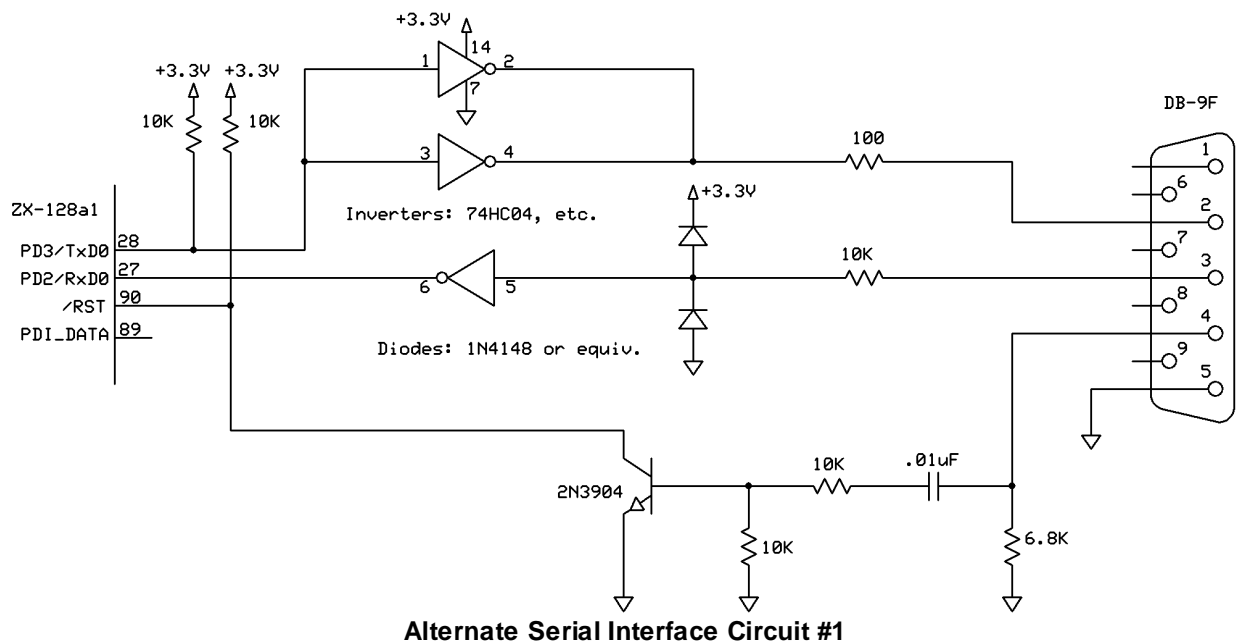 +3.3V
14
1
2
7
+3.3V +3.3V
10K
10K
DB-9F
100
3
4
1
6
2
7
3
8
4
9
5
ZX-128a1
Inverters: 74HC04, etc.
+3.3V
PD3/TxD0 28
PD2/RxD0 27
6
5
10K
/RST 90
PDI_DATA 89
Diodes: 1N4148 or equiv.
2N3904
10K
.01uF
10K
6.8K
Alternate Serial Interface Circuit #1